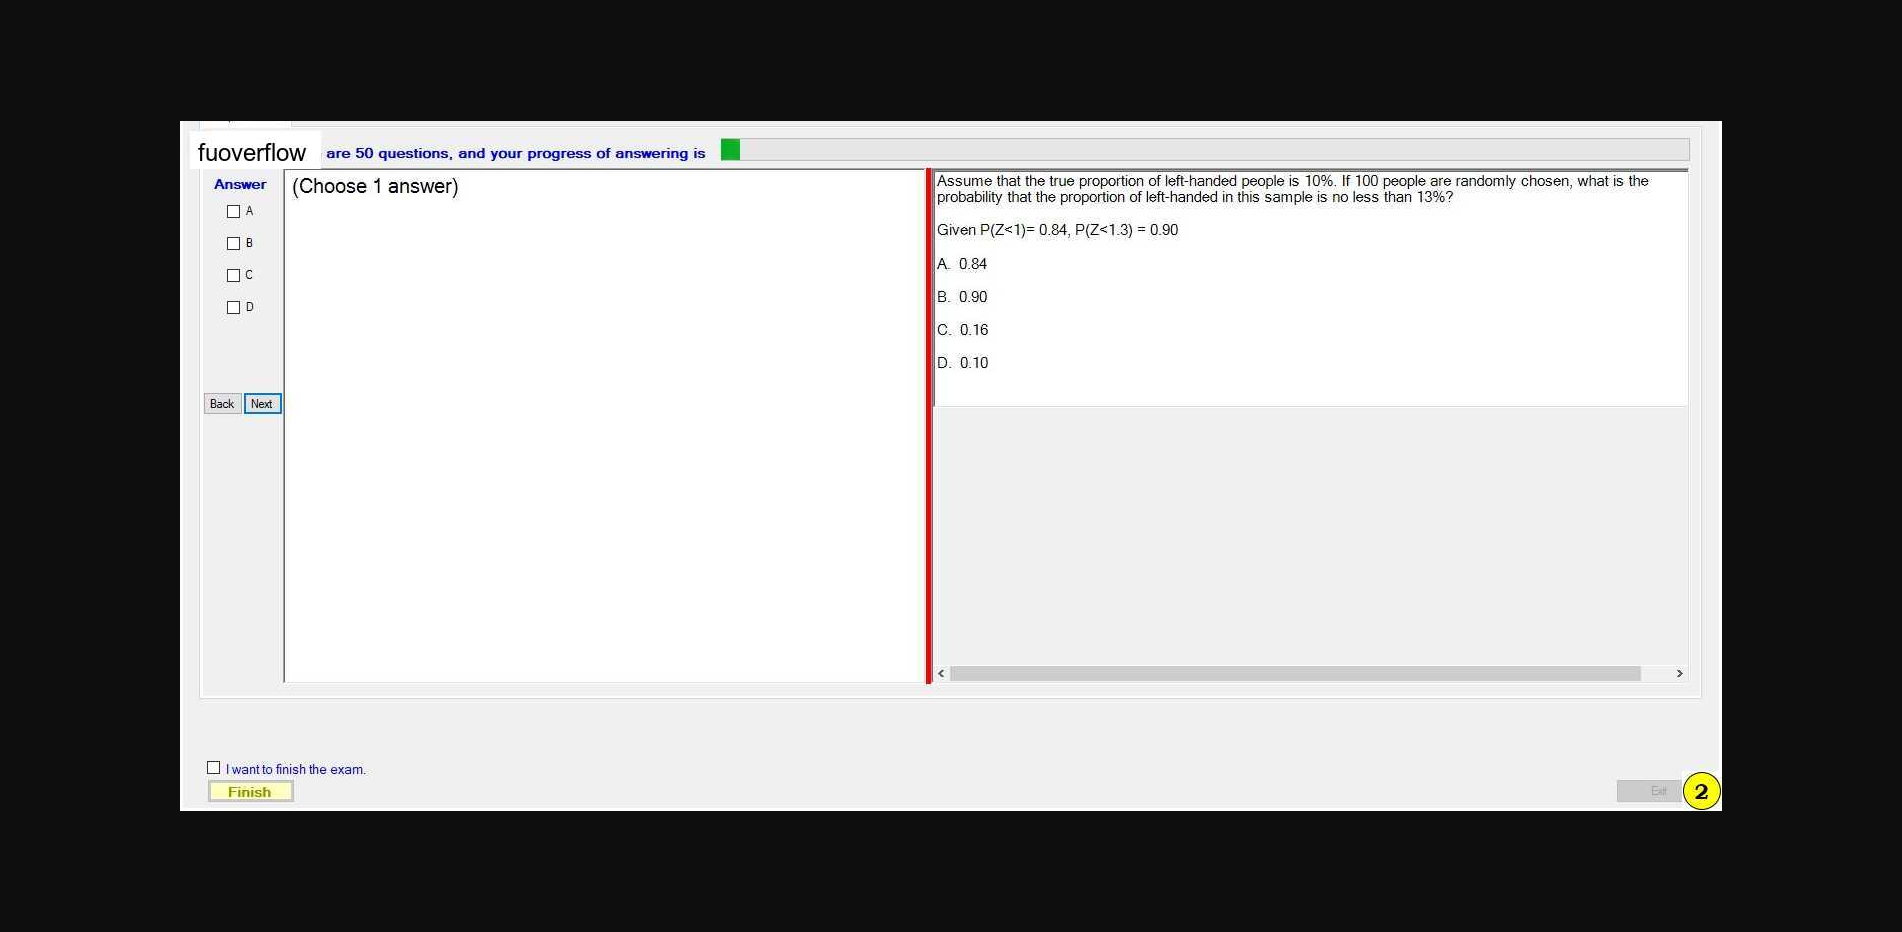 fuoverflow are 50 questions, and your progress of answering is
Answer
A
B
C
D
Back Next
(Choose 1 answer)
Assume that the true proportion of left-handed people is 10%. If 100 people are randomly chosen, what is the
probability that the proportion of left-handed in this sample is no less than 13%?
Given P(Z<1)= 0.84, P(Z<1.3) = 0.90
A. 0.84
B. 0.90
C. 0.16
D. 0.10
I want to finish the exam.
Finish
Exit
2